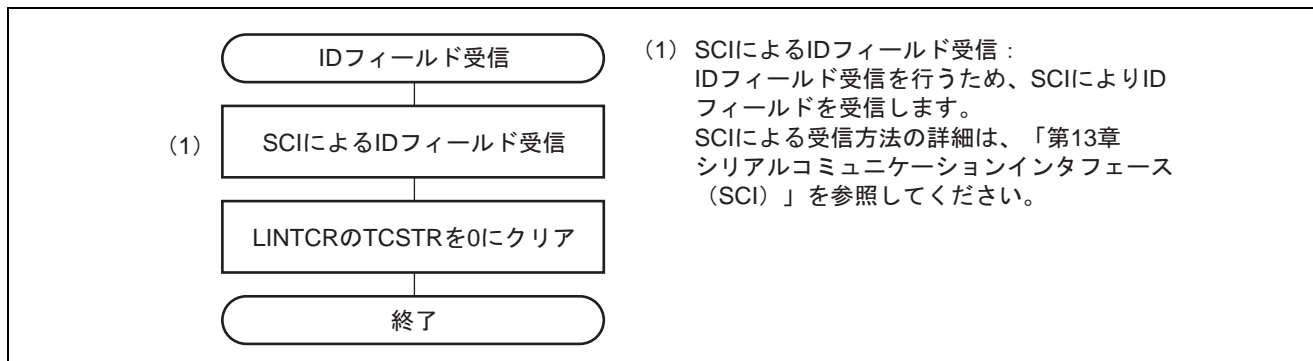 IDフィールド受信
(1) SCIによるIDフィールド受信
LINTCRのTCSTRを0にクリア
終了
(1) SCIによるIDフィールド受信:
IDフィールド受信を行うため、SCIによりID
フィールドを受信します。
SCIによる受信方法の詳細は、「第13章
シリアルコミュニケーションインタフェース
(SCI)」を参照してください。